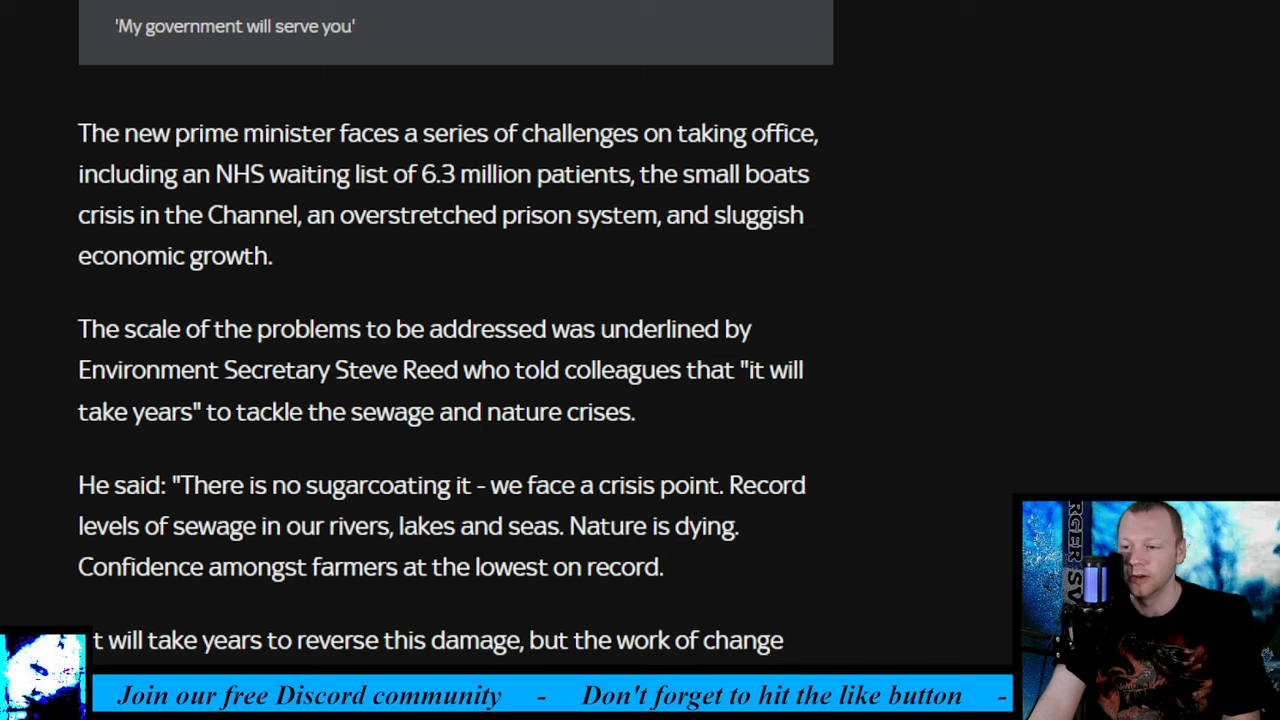 'My government will serve you'
The new prime minister faces a series of challenges on taking office,
including an NHS waiting list of 6.3 million patients, the small boats
crisis in the Channel, an overstretched prison system, and sluggish
economic growth.
The scale of the problems to be addressed was underlined by
Environment Secretary Steve Reed who told colleagues that "it will
take years" to tackle the sewage and nature crises.
He said: "There is no sugarcoating it - we face a crisis point. Record
levels of sewage in our rivers, lakes and seas. Nature is dying.
Confidence amongst farmers at the lowest on record.
t will take years to reverse this damage, but the work of change
Join our free Discord community - Don't forget to hit the like button -